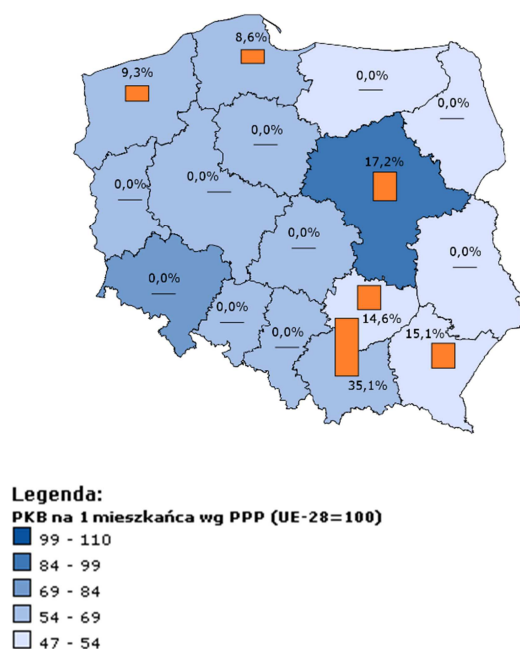 8,6%
9,3%
0,0%
0,0%
0,0%
17,2%
0,0%
0,0%
0,0%
0,0%
0,0%
0,0%
0,0%
14,6%
15,1%
35,1%
Legenda:
PKB na 1 mieszkańca wg PPP (UE-28=100)
99 - 110
84 - 99
69 - 84
54 - 69
47 - 54